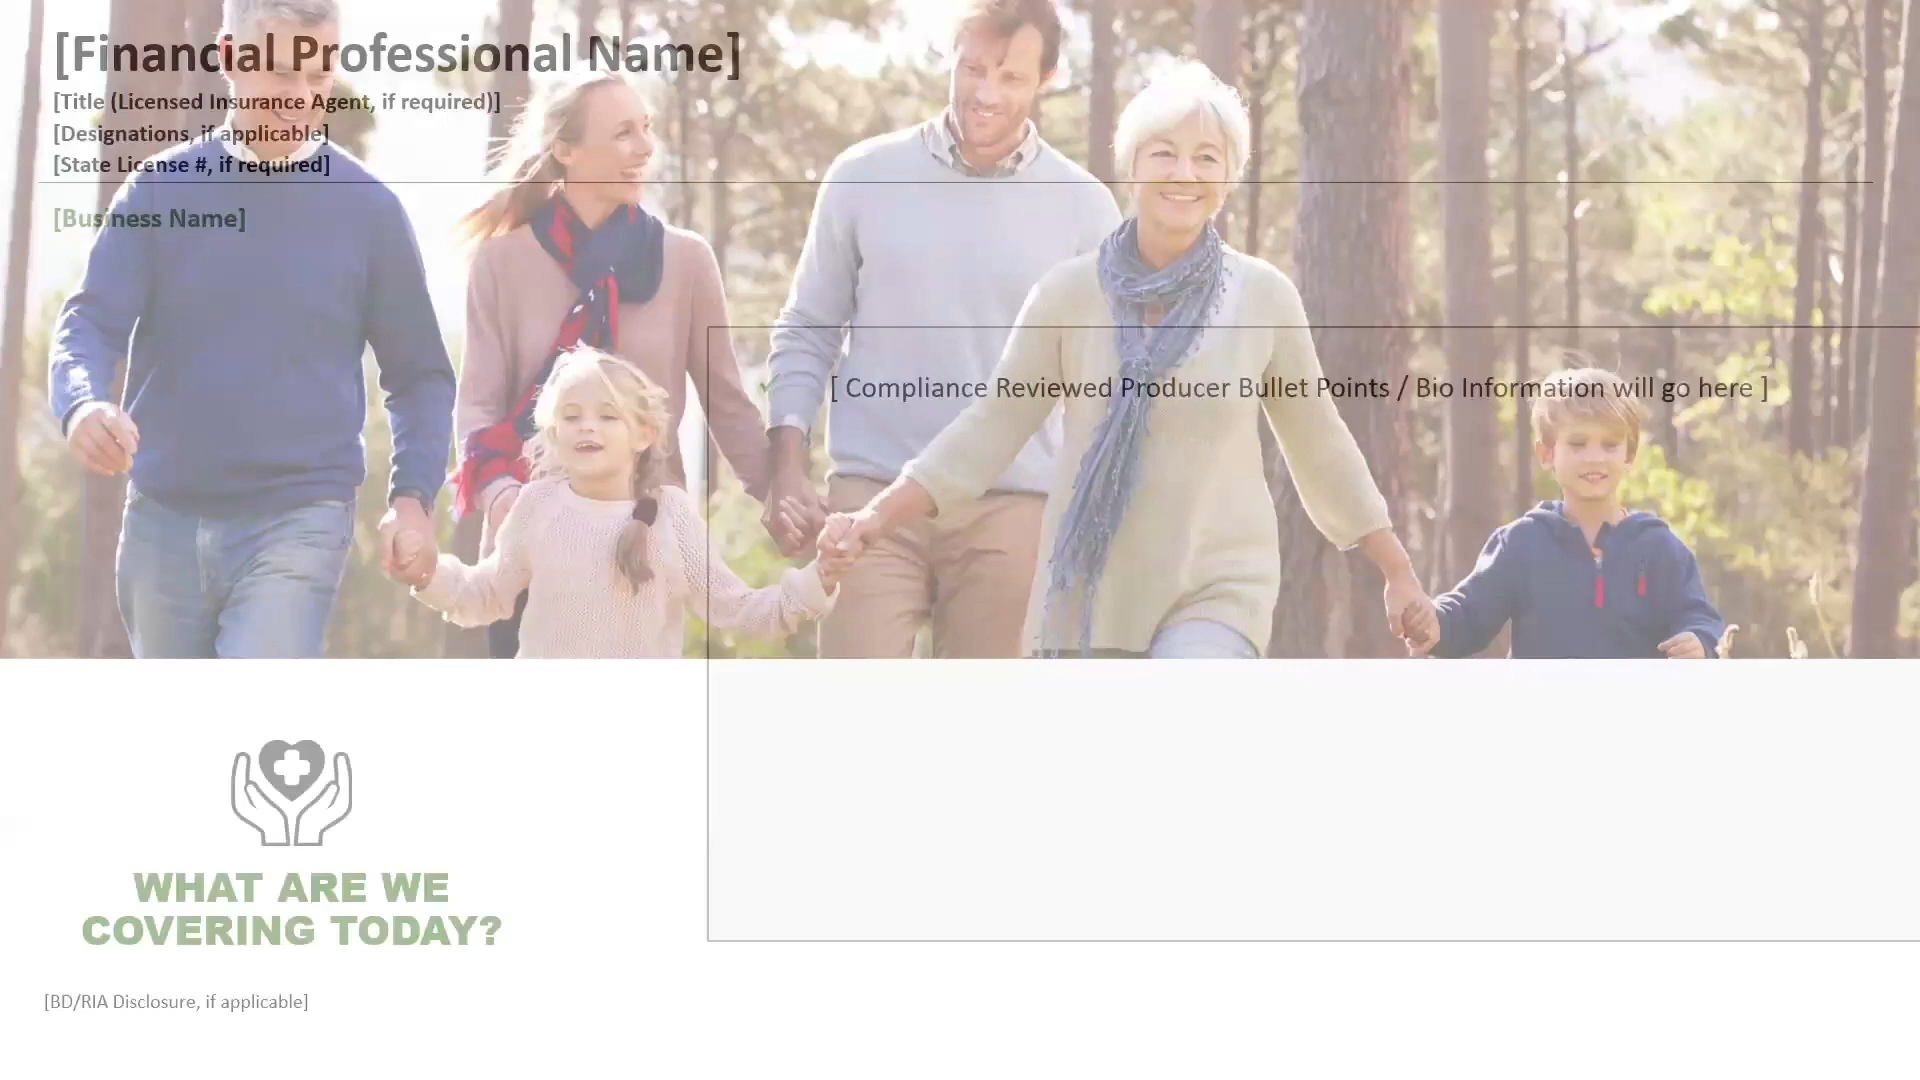 [Financial Professional Name]
[Title (Licensed Insurance Agent, if required)]
[Designations, if applicable]
[State License #, if required]
[Business Name]
[ Compliance Reviewed Producer Bullet Points / Bio Information will go here ]
WHAT ARE WE
COVERING TODAY?
[BD/RIA Disclosure, if applicable]